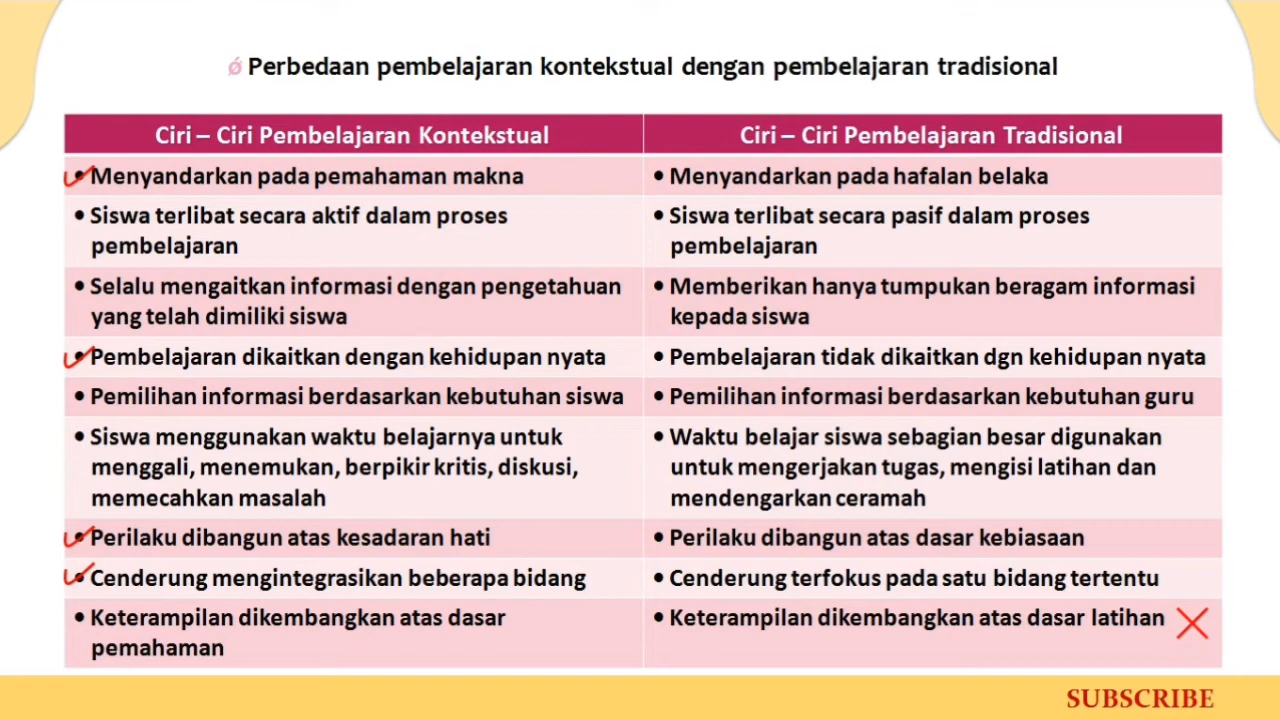 ǿ Perbedaan pembelajaran kontekstual dengan pembelajaran tradisional
Ciri – Ciri Pembelajaran Kontekstual
Ciri – Ciri Pembelajaran Tradisional
• Menyandarkan pada pemahaman makna
• Menyandarkan pada hafalan belaka
• Siswa terlibat secara aktif dalam proses
pembelajaran
• Siswa terlibat secara pasif dalam proses
pembelajaran
• Selalu mengaitkan informasi dengan pengetahuan
yang telah dimiliki siswa
• Memberikan hanya tumpukan beragam informasi
kepada siswa
• Pembelajaran dikaitkan dengan kehidupan nyata
• Pembelajaran tidak dikaitkan dgn kehidupan nyata
• Pemilihan informasi berdasarkan kebutuhan siswa
• Pemilihan informasi berdasarkan kebutuhan guru
• Siswa menggunakan waktu belajarnya untuk
menggali, menemukan, berpikir kritis, diskusi,
memecahkan masalah
• Waktu belajar siswa sebagian besar digunakan
untuk mengerjakan tugas, mengisi latihan dan
mendengarkan ceramah
• Perilaku dibangun atas kesadaran hati
• Perilaku dibangun atas dasar kebiasaan
• Cenderung mengintegrasikan beberapa bidang
• Cenderung terfokus pada satu bidang tertentu
• Keterampilan dikembangkan atas dasar
pemahaman
• Keterampilan dikembangkan atas dasar latihan
SUBSCRIBE